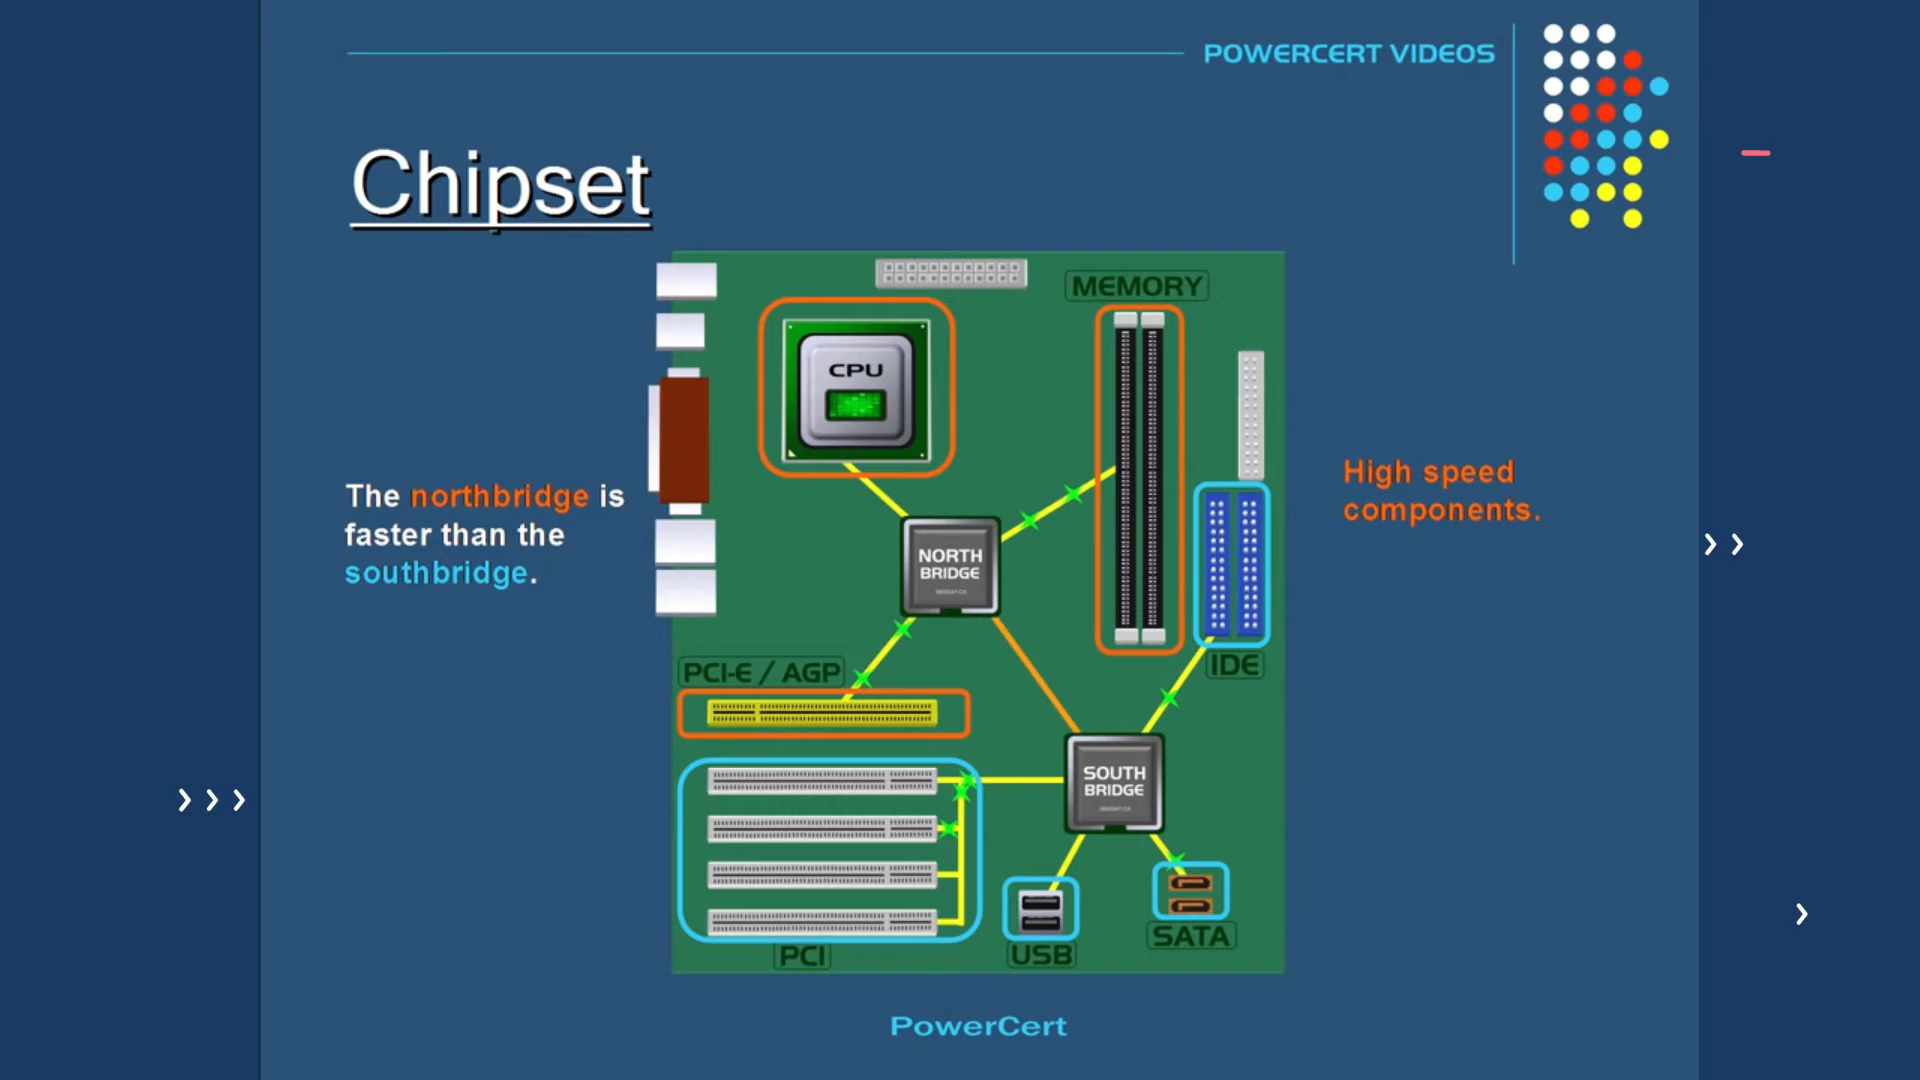 POWERCERT VIDEOS
Chipset
MEMORY
CPU
The northbridge is
faster than the
southbridge.
High speed
components.
NORTH
BRIDGE
IDE
PCI-E / AGP
SOUTH
BRIDGE
PCI
USB
SATA
PowerCert